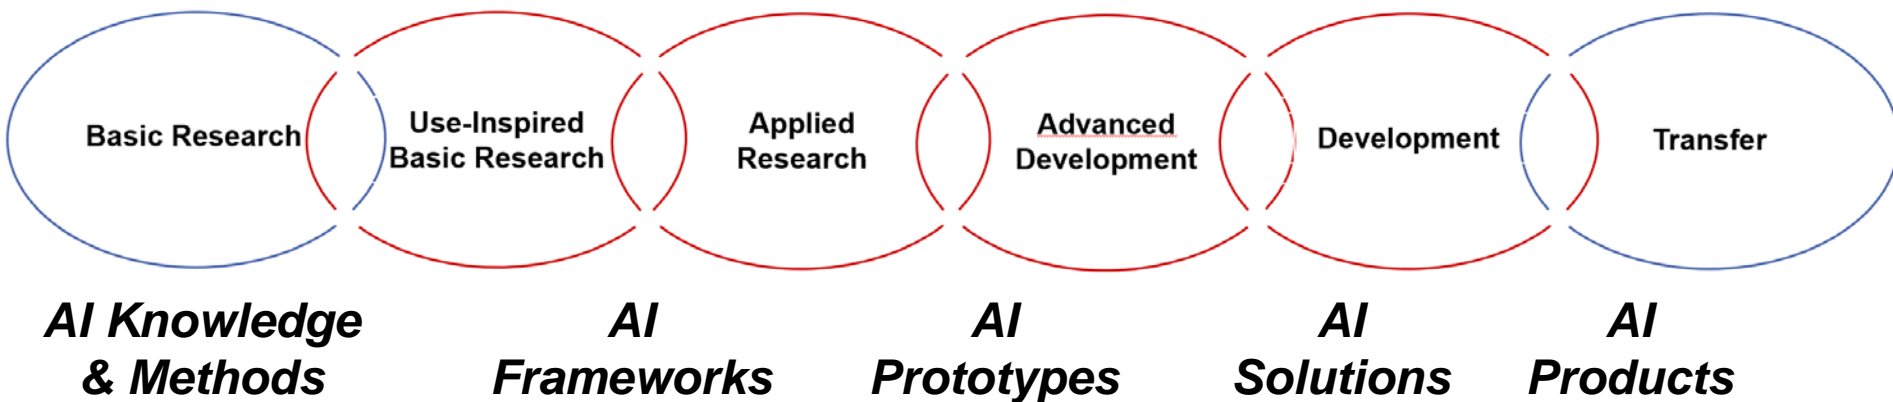 Basic Research
Use-Inspired
Basic Research
Applied
Research
Advanced
Development
Development
Transfer
AI Knowledge
& Methods
AI
Frameworks
AI
Prototypes
AI
Solutions
AI
Products